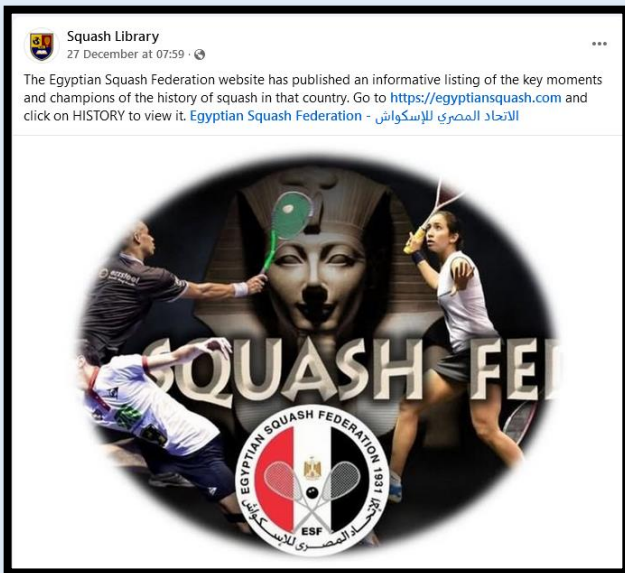 Squash Library
27 December at 07:59 ·
The Egyptian Squash Federation website has published an informative listing of the key moments
and champions of the history of squash in that country. Go to https://egyptiansquash.com and
click on HISTORY to view it. Egyptian Squash Federation - الاتحاد المصري للإسكواش
SQUASH FE
EGYPTIAN SQUASH FEDERATION 1931
ESF
الإتحاد المصرى للإسكواش